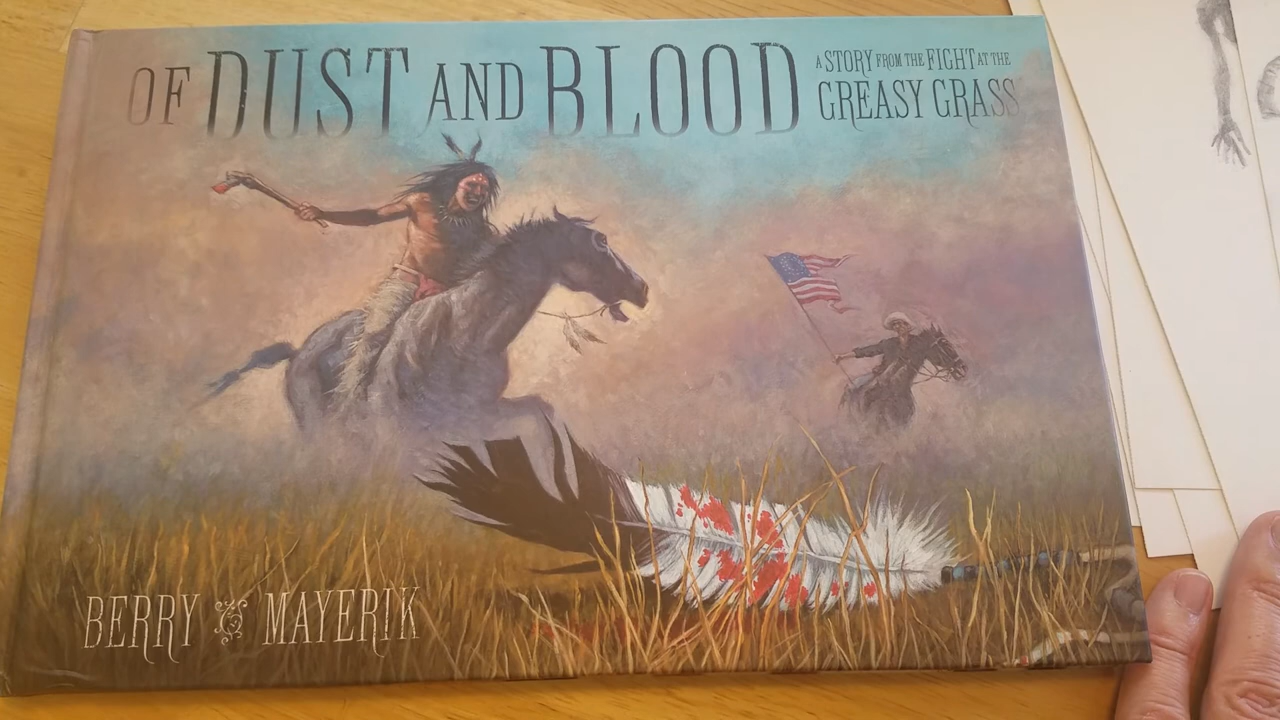 OF DUST AND BLOOD
A STORY FROM THE FIGHT AT THE
GREASY GRASS
BERRY & MAYERIK